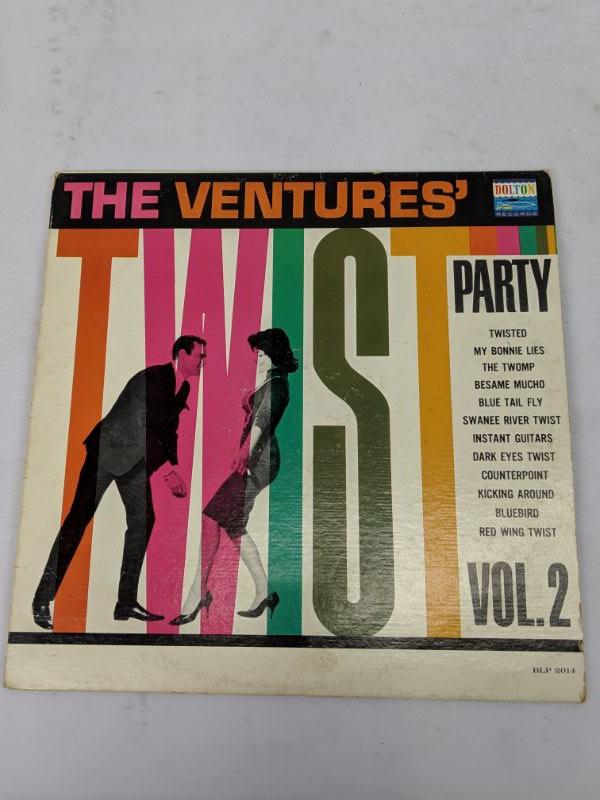 THE VENTURES'
DOLTON
RECORDS
TWIST
PARTY
TWISTED
MY BONNIE LIES
THE TWOMP
BESAME MUCHO
BLUE TAIL FLY
SWANEE RIVER TWIST
INSTANT GUITARS
DARK EYES TWIST
COUNTERPOINT
KICKING AROUND
BLUEBIRD
RED WING TWIST
VOL.2
BLP 2014